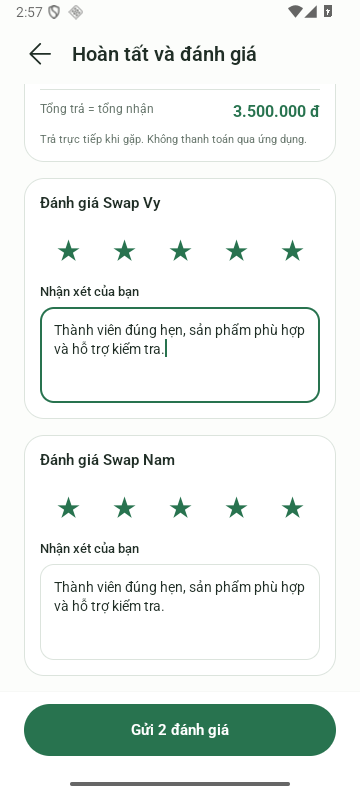 2:57
Hoàn tất và đánh giá
Tổng trả = tổng nhận
3.500.000 đ
Trả trực tiếp khi gặp. Không thanh toán qua ứng dụng.
Đánh giá Swap Vy
★ ★ ★ ★ ★
Nhận xét của bạn
Thành viên đúng hẹn, sản phẩm phù hợp
và hỗ trợ kiểm tra.
Đánh giá Swap Nam
★ ★ ★ ★ ★
Nhận xét của bạn
Thành viên đúng hẹn, sản phẩm phù hợp
và hỗ trợ kiểm tra.
Gửi 2 đánh giá